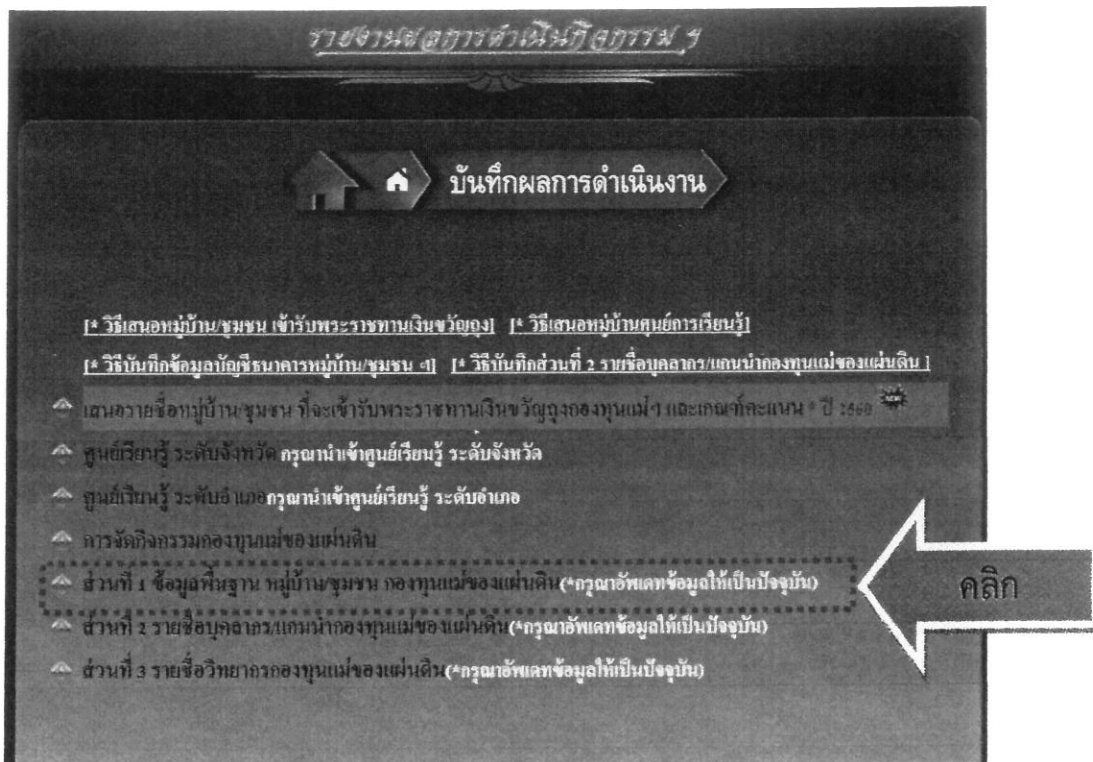 รายงานผลการดำเนินกิจกรรม ฯ
บันทึกผลการดำเนินงาน
[* วิธีเสนอหมู่บ้าน/ชุมชน เข้ารับพระราชทานเงินขวัญถุง] [* วิธีเสนอหมู่บ้านศูนย์การเรียนรู้]
[* วิธีบันทึกข้อมูลบัญชีธนาคารหมู่บ้าน/ชุมชน ฯ] [* วิธีบันทึกส่วนที่ 2 รายชื่อบุคลากร/แกนนำกองทุนแม่ของแผ่นดิน ]
เสนอรายชื่อหมู่บ้าน/ชุมชน ที่จะเข้ารับพระราชทานเงินขวัญถุงกองทุนแม่ฯ และเกณฑ์คะแนน * ปี 2560
ศูนย์เรียนรู้ ระดับจังหวัด กรุณานำเข้าศูนย์เรียนรู้ ระดับจังหวัด
ศูนย์เรียนรู้ ระดับอำเภอกรุณานำเข้าศูนย์เรียนรู้ ระดับอำเภอ
การจัดกิจกรรมกองทุนแม่ของแผ่นดิน
ส่วนที่ 1 ข้อมูลพื้นฐาน หมู่บ้าน/ชุมชน กองทุนแม่ของแผ่นดิน(*กรุณาอัพเดทข้อมูลให้เป็นปัจจุบัน)
คลิก
ส่วนที่ 2 รายชื่อบุคลากร/แกนนำกองทุนแม่ของแผ่นดิน(*กรุณาอัพเดทข้อมูลให้เป็นปัจจุบัน)
ส่วนที่ 3 รายชื่อวิทยากรกองทุนแม่ของแผ่นดิน(*กรุณาอัพเดทข้อมูลให้เป็นปัจจุบัน)